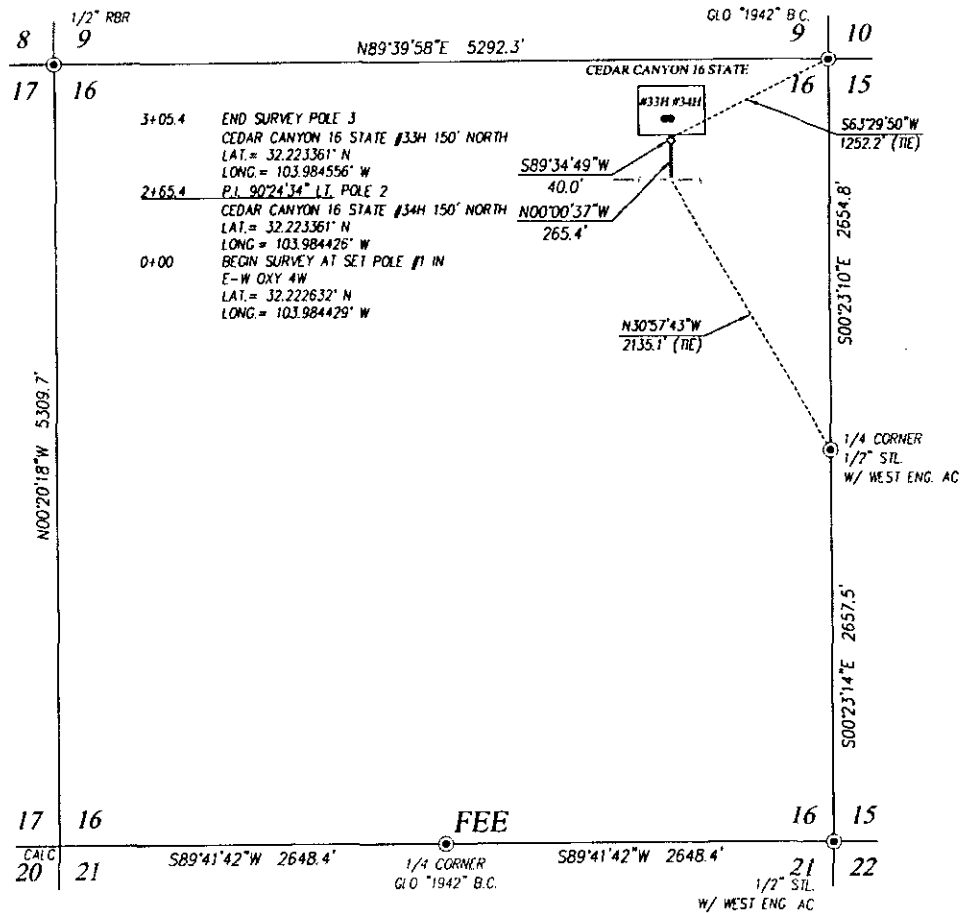 1/2" RBR
GLO "1942" B.C.
8 9
9 10
N89°39'58"E 5292.3'
17 16
16 15
CEDAR CANYON 16 STATE
#33H #34H
S63°29'50"W
1252.2' (TIE)
3+05.4 END SURVEY POLE 3
CEDAR CANYON 16 STATE #33H 150' NORTH
LAT.= 32.223361° N
LONG.= 103.984556° W
2+65.4 P.I. 90°24'34" LT. POLE 2
CEDAR CANYON 16 STATE #34H 150' NORTH
LAT.= 32.223361° N
LONG.= 103.984426° W
0+00 BEGIN SURVEY AT SET POLE #1 IN
E-W OXY 4W
LAT.= 32.222632° N
LONG.= 103.984429° W
S89°34'49"W
40.0'
N00°00'37"W
265.4'
S00°23'10"E 2654.8'
N30°57'43"W
2135.1' (TIE)
N00°20'18"W 5309.7'
1/4 CORNER
1/2" STL.
W/ WEST ENG. AC
S00°23'14"E 2657.5'
17 16
FEE
16 15
CALC
20 21
S89°41'42"W 2648.4'
1/4 CORNER
GLO "1942" B.C.
S89°41'42"W 2648.4'
21 22
1/2" STL.
W/ WEST ENG AC